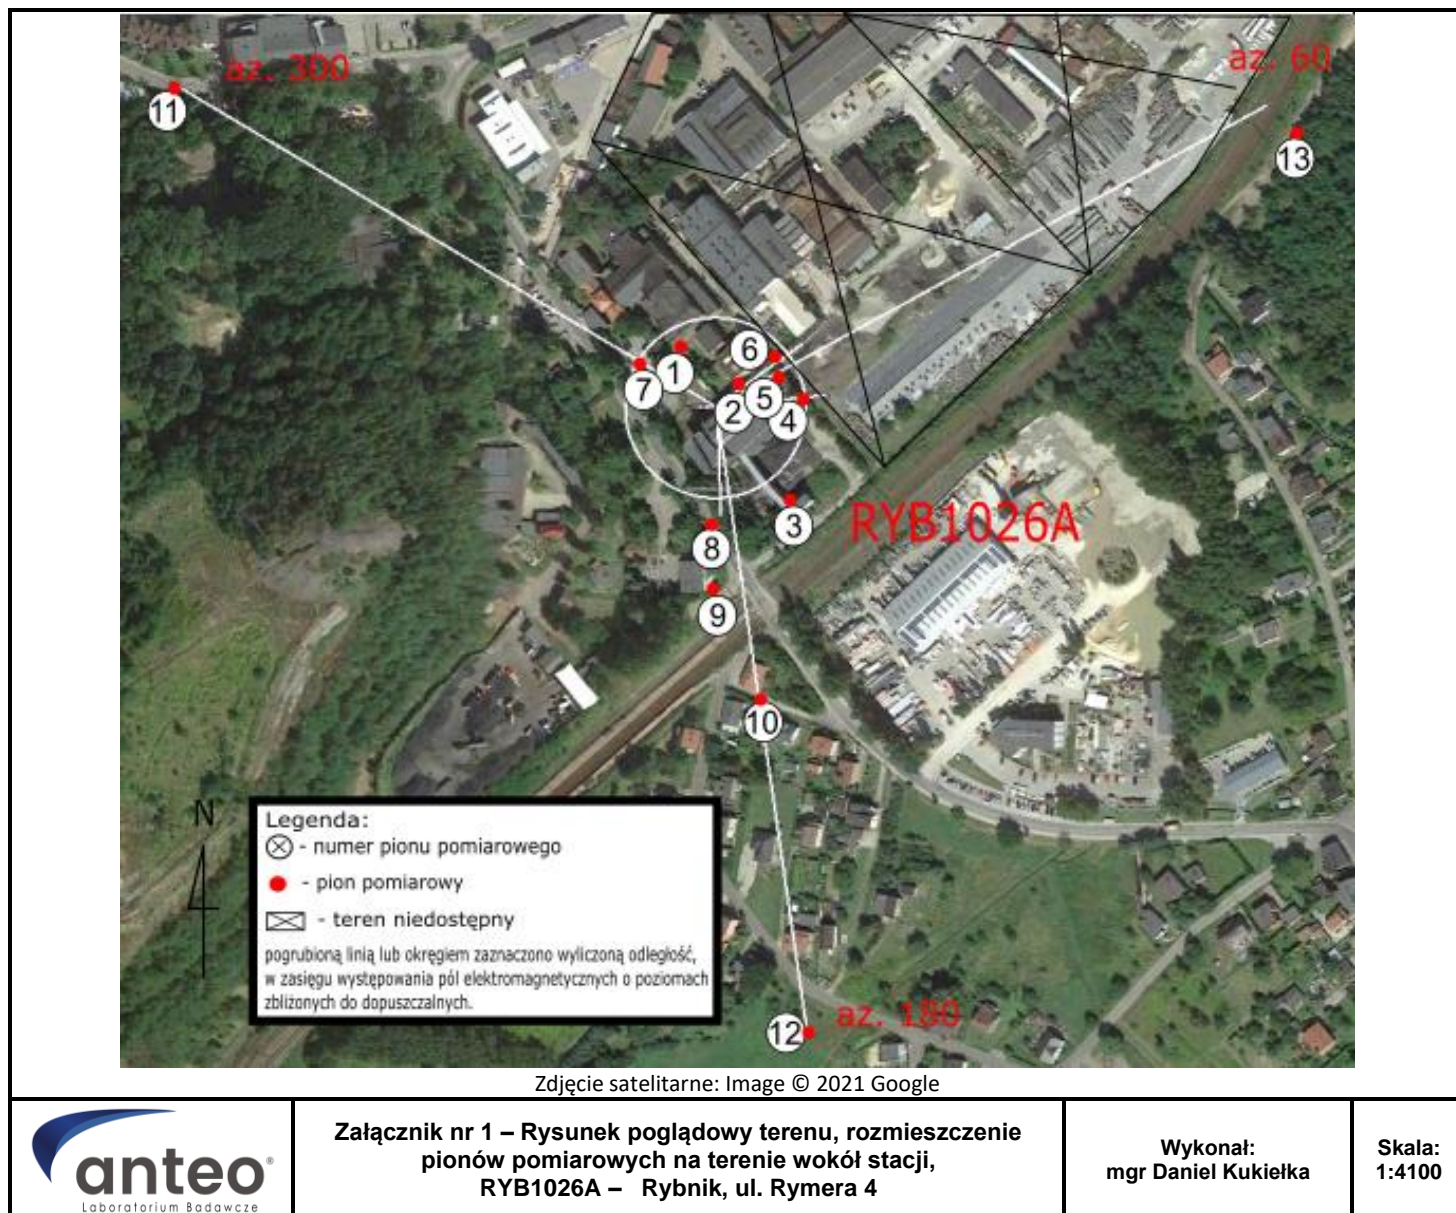 az. 300
az. 60
11
13
6
1
7
5
2
4
3
RYB1026A
8
9
10
N
Legenda:
- numer pionu pomiarowego
- pion pomiarowy
- teren niedostępny
pogrubioną linią lub okręgiem zaznaczono wyliczoną odległość,
w zasięgu występowania pól elektromagnetycznych o poziomach
zbliżonych do dopuszczalnych.
az. 180
12
Zdjęcie satelitarne: Image © 2021 Google
anteo®
Laboratorium Badawcze
Załącznik nr 1 – Rysunek poglądowy terenu, rozmieszczenie
pionów pomiarowych na terenie wokół stacji,
RYB1026A – Rybnik, ul. Rymera 4
Wykonał:
mgr Daniel Kukiełka
Skala:
1:4100